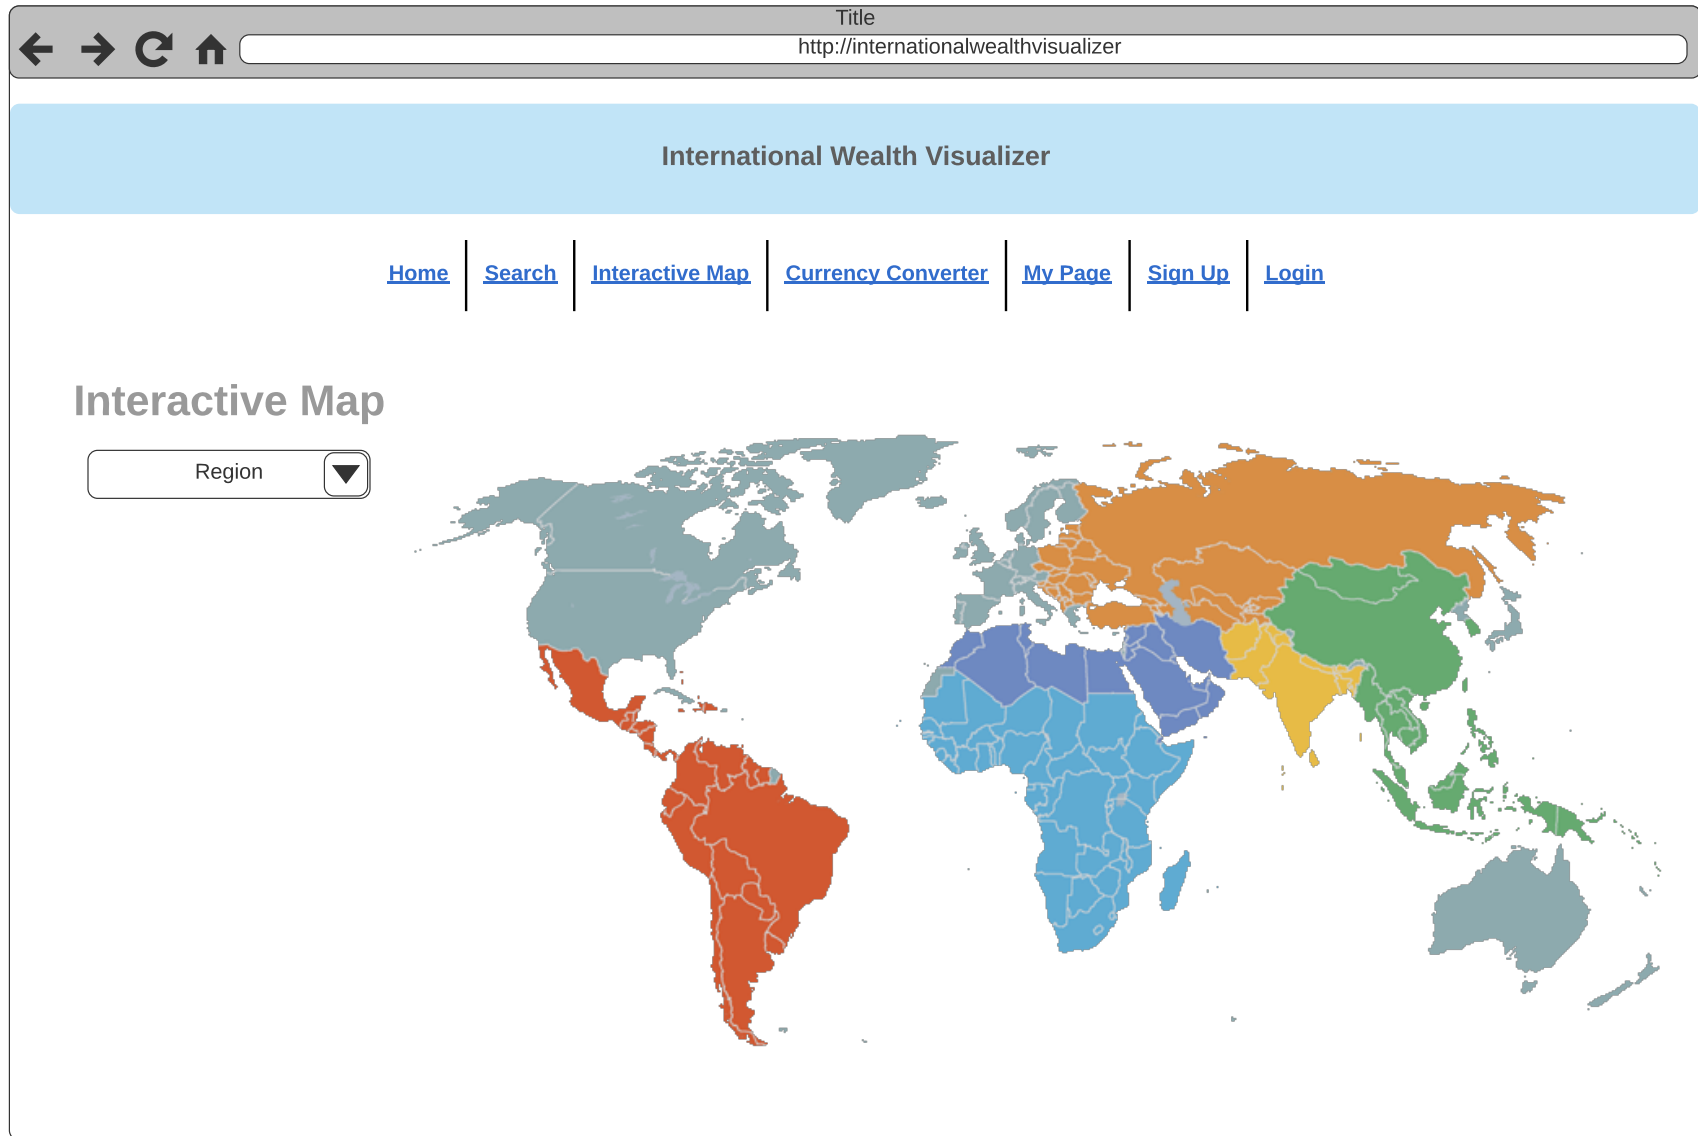 Title
http://internationalwealthvisualizer
International Wealth Visualizer
Home Search Interactive Map Currency Converter My Page Sign Up Login
Interactive Map
Region